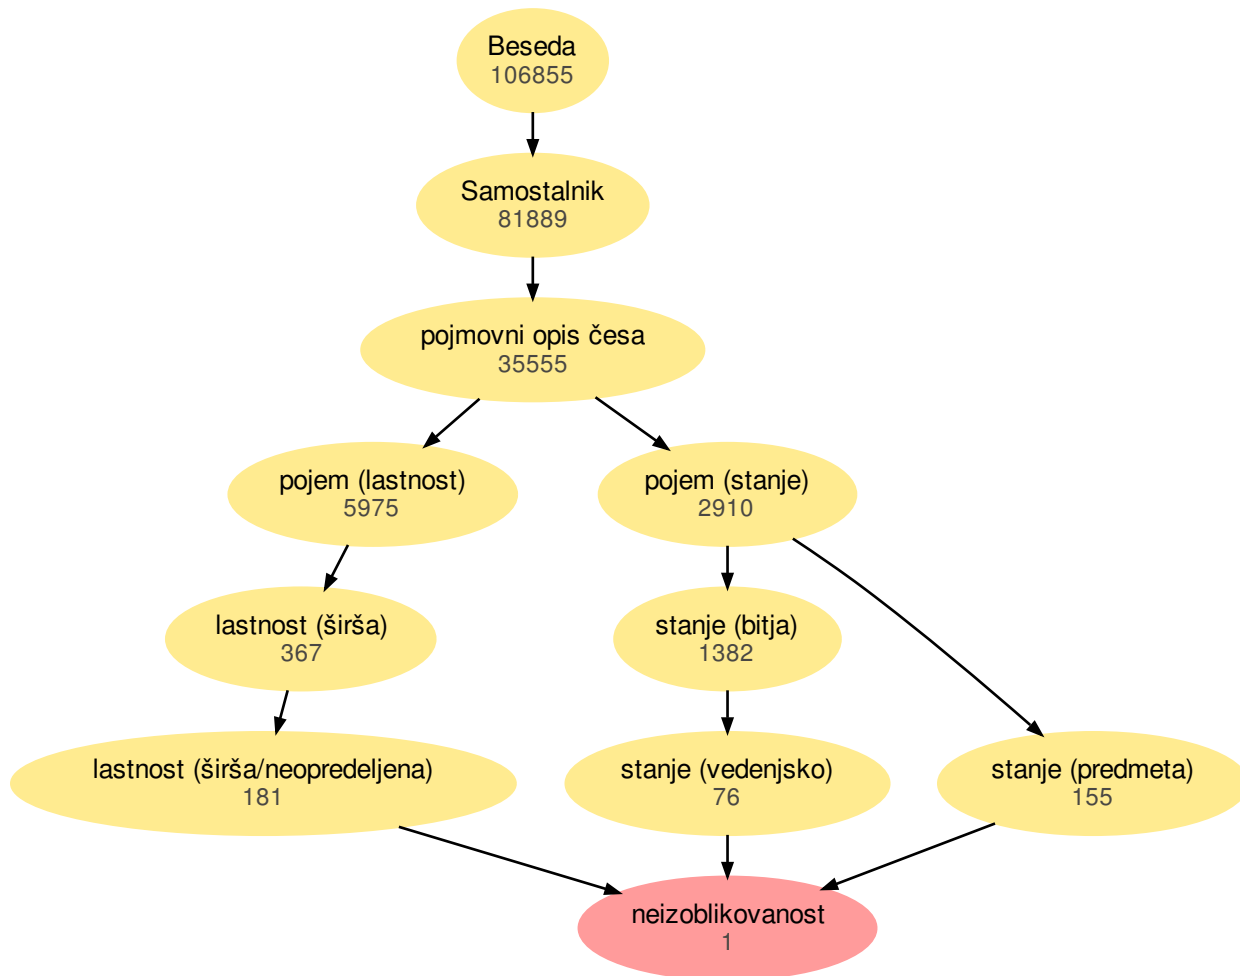 Beseda
106855
Samostalnik
81889
pojmovni opis česa
35555
pojem (lastnost)
5975
pojem (stanje)
2910
lastnost (širša)
367
stanje (bitja)
1382
lastnost (širša/neopredeljena)
181
stanje (vedenjsko)
76
stanje (predmeta)
155
neizoblikovanost
1